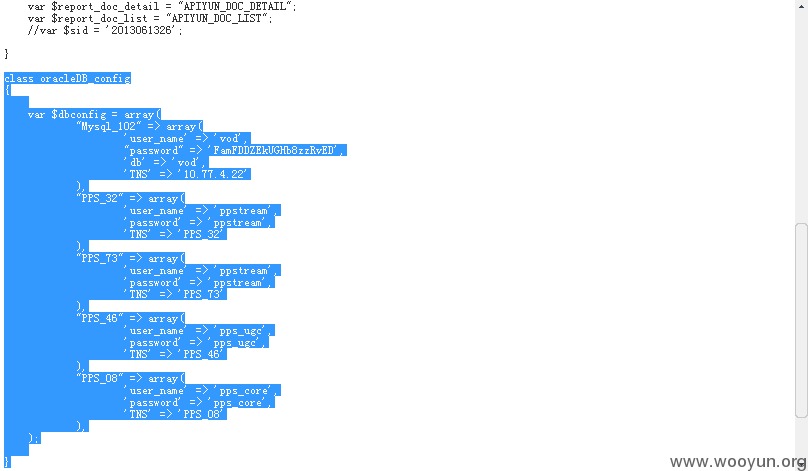 var $report_doc_detail = "APIYUN_DOC_DETAIL";
var $report_doc_list = "APIYUN_DOC_LIST";
//var $sid = '2013061326';
}
class oracleDB_config
{
var $dbconfig = array(
"Mysql_102" => array(
'user_name' => 'vod',
"password" => 'FamFDDZEkUGHb8zzRvED',
'db' => 'vod',
'TNS' => '10.77.4.22'
),
"PPS_32" => array(
'user_name' => 'ppstream',
'password' => 'ppstream',
'TNS' => 'PPS_32'
),
"PPS_73" => array(
'user_name' => 'ppstream',
'password' => 'ppstream',
'TNS' => 'PPS_73'
),
"PPS_46" => array(
'user_name' => 'pps_ugc',
'password' => 'pps_ugc',
'TNS' => 'PPS_46'
),
"PPS_08" => array(
'user_name' => 'pps_core',
'password' => 'pps_core',
'TNS' => 'PPS_08'
),
);
}
www.wooyun.org